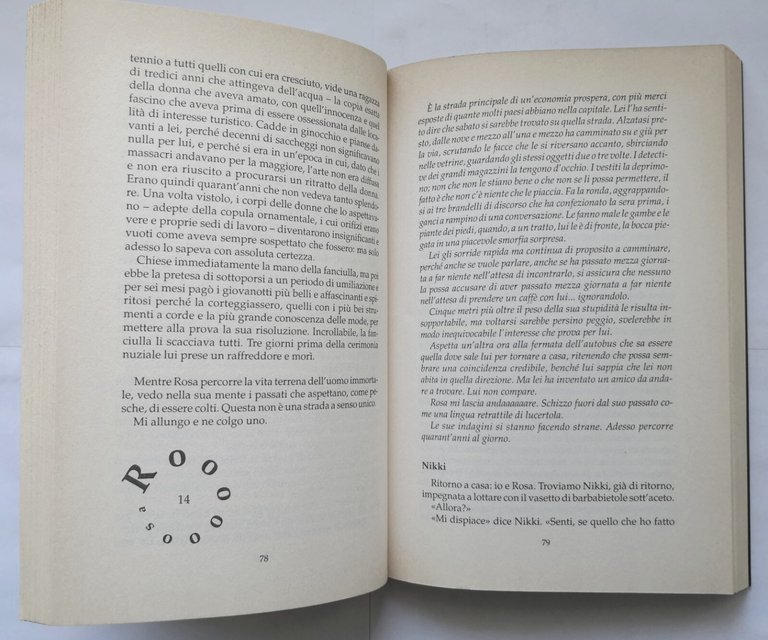 tennio a tutti quelli con cui era cresciuto, vide una ragazza
di tredici anni che attingeva dell'acqua – la copia esatta
della donna che aveva amato, con quell'innocenza e quel
fascino che aveva prima di essere ossessionata dalle loca-
lità di interesse turistico. Cadde in ginocchio e pianse da-
vanti a lei, perché decenni di saccheggi non significavano
nulla per lui, e perché si era in un'epoca in cui, dato che i
massacri andavano per la maggiore, l'arte non era diffusa
e non era riuscito a procurarsi un ritratto della donna.
Erano quindi quarant'anni che non vedeva tanto splendo-
re. Una volta vistolo, i corpi delle donne che lo aspettava-
no – adepte della copula ornamentale, i cui orifizi erano
vere e proprie sedi di lavoro – diventarono insignificanti e
vuoti come aveva sempre sospettato che fossero: ma solo
adesso lo sapeva con assoluta certezza.
Chiese immediatamente la mano della fanciulla, ma poi
ebbe la pretesa di sottoporsi a un periodo di umiliazione e
per sei mesi pagò i giovanotti più belli e affascinanti e spi-
ritosi perché la corteggiassero, quelli con i più bei stru-
menti a corde e la più grande conoscenza delle mode, per
mettere alla prova la sua risoluzione. Incrollabile, la fan-
ciulla li scacciava tutti. Tre giorni prima della cerimonia
nuziale lui prese un raffreddore e morì.
Mentre Rosa percorre la vita terrena dell'uomo immorta-
le, vedo nella sua mente i passati che aspettano, come pe-
sche, di essere colti. Questa non è una strada a senso unico.
Mi allungo e ne colgo uno.
Rooooooosa
14
78
È la strada principale di un'economia prospera, con più merci
esposte di quante molti paesi abbiano nella capitale. Lei l'ha senti-
to dire che sabato si sarebbe trovato su quella strada. Alzatasi pre-
sto, dalle nove e mezzo all'una e mezzo ha camminato su e giù per
la via, scrutando le facce che le si riversano accanto, sbirciando
nelle vetrine, guardando gli stessi oggetti due o tre volte. I detecti-
ve dei grandi magazzini la tengono d'occhio. I vestiti la deprimo-
no; non che non le stiano bene o che non se li possa permettere, il
fatto è che non c'è niente che le piaccia. Fa la ronda, aggrappando-
si ai tre brandelli di discorso che ha confezionato la sera prima, i
ganci a rampino di una conversazione. Le fanno male le gambe e le
piante dei piedi, quando, a un tratto, lui le è di fronte, la bocca pie-
gata in una piacevole smorfia sorpresa.
Lei gli sorride rapida ma continua di proposito a camminare,
perché anche se vuole parlare, anche se ha passato mezza giorna-
ta a far niente nell'attesa di incontrarlo, si assicura che nessuno
la possa accusare di aver passato mezza giornata a far niente
nell'attesa di prendere un caffè con lui... ignorandolo.
Cinque metri più oltre il peso della sua stupidità le risulta in-
sopportabile, ma voltarsi sarebbe persino peggio, svelerebbe in
modo inequivocabile l'interesse che prova per lui.
Aspetta un'altra ora alla fermata dell'autobus che sa essere
quella dove sale lui per tornare a casa, ritenendo che possa sem-
brare una coincidenza credibile, benché lui sappia che lei non
abita in quella direzione. Ma lei ha inventato un amico da anda-
re a trovare. Lui non compare.
Rosa mi lascia andaaaaare. Schizzo fuori dal suo passato co-
me una lingua retrattile di lucertola.
Le sue indagini si stanno facendo strane. Adesso percorre
quarant'anni al giorno.
Nikki
Ritorno a casa: io e Rosa. Troviamo Nikki, già di ritorno,
impegnata a lottare con il vasetto di barbabietole sott'aceto.
«Allora?»
«Mi dispiace» dice Nikki. «Senti, se quello che ho fatto
79